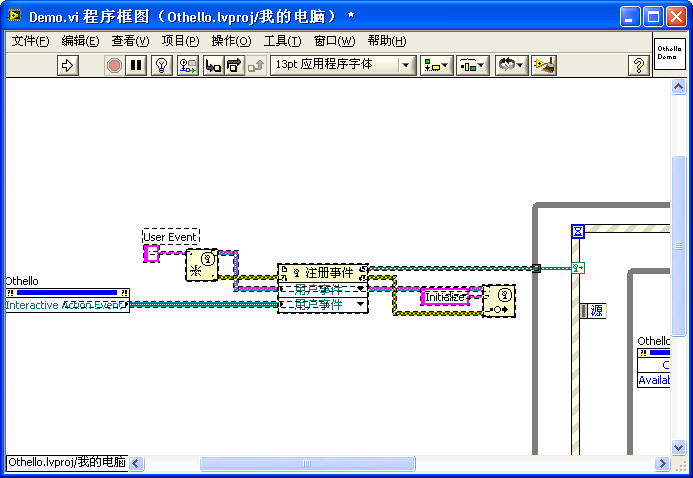 Demo.vi 程序框图（Othello.lvproj/我的电脑） *
文件(F) 编辑(E) 查看(V) 项目(P) 操作(O) 工具(T) 窗口(W) 帮助(H)
Othello
Demo
13pt 应用程序字体
?
User Event
注册事件
用户事件
用户事件
Initialize
Othello
Interactive Action Event
源
Othello
C
Availab
Othello.lvproj/我的电脑